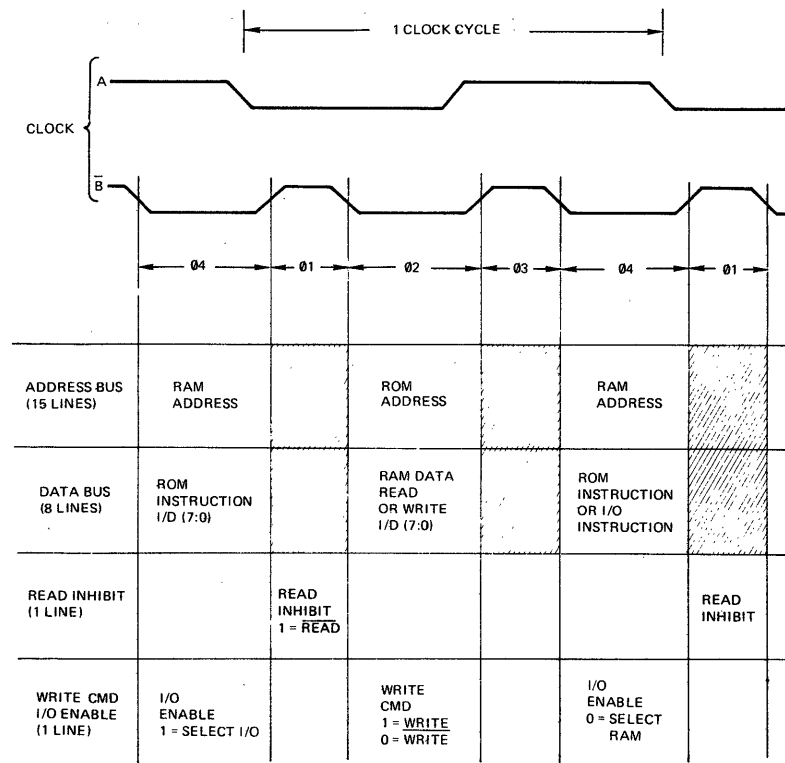 1 CLOCK CYCLE
A
CLOCK
B̅
Ø4 Ø1 Ø2 Ø3 Ø4 Ø1
ADDRESS BUS
(15 LINES)
RAM
ADDRESS
ROM
ADDRESS
RAM
ADDRESS
DATA BUS
(8 LINES)
ROM
INSTRUCTION
I/D (7:0)
RAM DATA
READ
OR WRITE
I/D (7:0)
ROM
INSTRUCTION
OR I/O
INSTRUCTION
READ INHIBIT
(1 LINE)
READ
INHIBIT
1 = R̅E̅A̅D̅
READ
INHIBIT
WRITE CMD
I/O ENABLE
(1 LINE)
I/O
ENABLE
1 = SELECT I/O
WRITE
CMD
1 = WRITE
0 = W̅R̅I̅T̅E̅
I/O
ENABLE
0 = SELECT
RAM